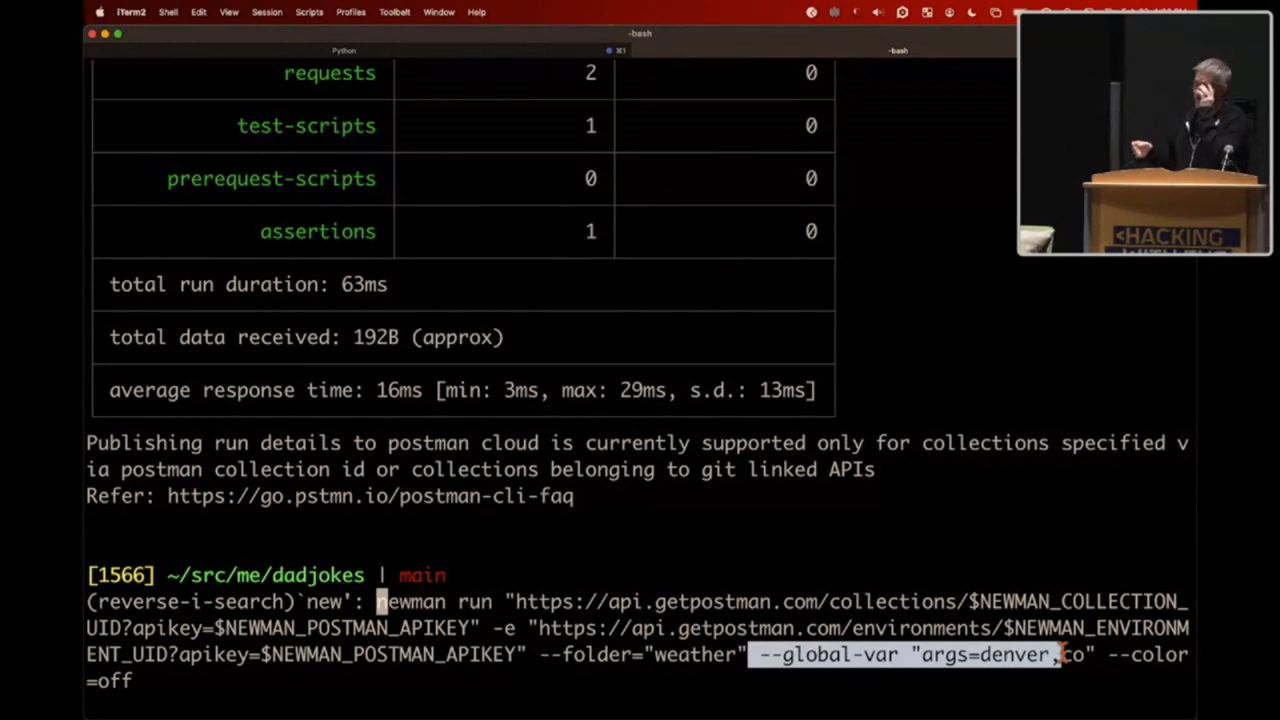 iTerm2 Shell Edit View Session Scripts Profiles Toolbelt Window Help
-bash
Python ⌘1 -bash
requests 2 0
test-scripts 1 0
prerequest-scripts 0 0
assertions 1 0
total run duration: 63ms
total data received: 192B (approx)
average response time: 16ms [min: 3ms, max: 29ms, s.d.: 13ms]
Publishing run details to postman cloud is currently supported only for collections specified v
ia postman collection id or collections belonging to git linked APIs
Refer: https://go.pstmn.io/postman-cli-faq
[1566] ~/src/me/dadjokes | main
(reverse-i-search)`new': newman run "https://api.getpostman.com/collections/$NEWMAN_COLLECTION_
UID?apikey=$NEWMAN_POSTMAN_APIKEY" -e "https://api.getpostman.com/environments/$NEWMAN_ENVIRONM
ENT_UID?apikey=$NEWMAN_POSTMAN_APIKEY" --folder="weather" --global-var "args=denver,co" --color
=off
<HACKING